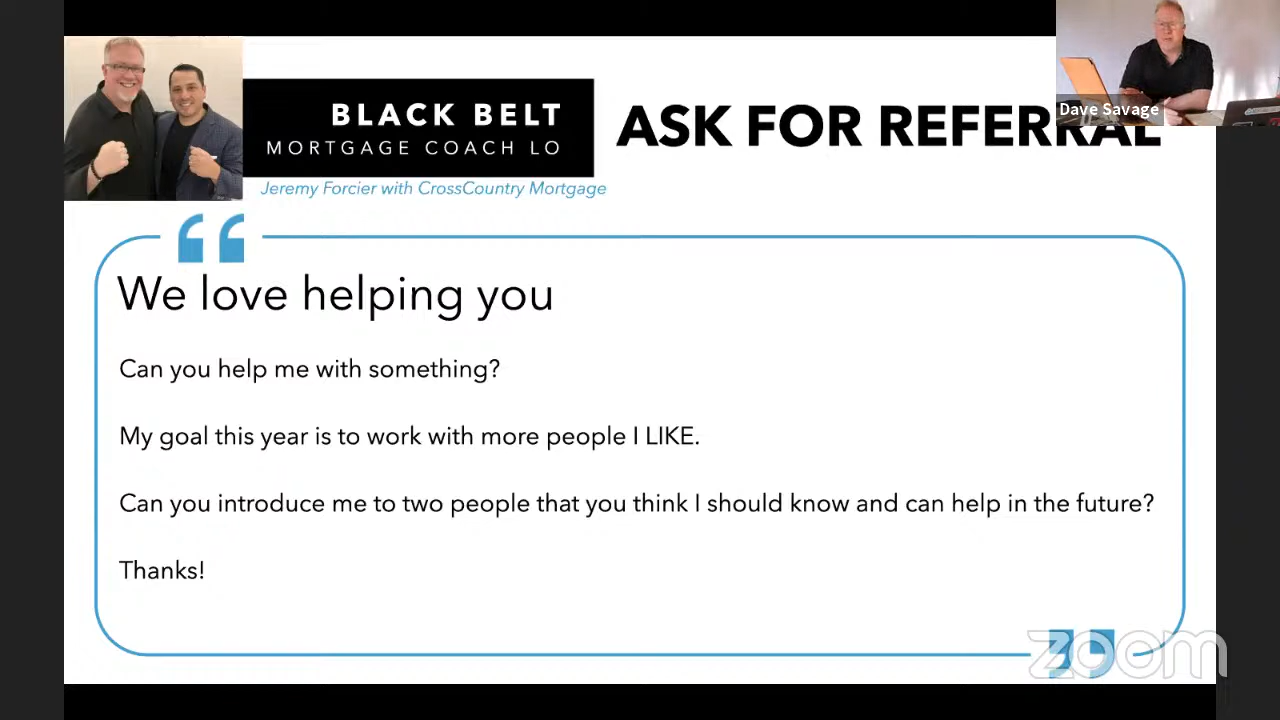 BLACK BELT
MORTGAGE COACH LO
Jeremy Forcier with CrossCountry Mortgage
ASK FOR REFERRAL
Dave Savage
We love helping you
Can you help me with something?
My goal this year is to work with more people I LIKE.
Can you introduce me to two people that you think I should know and can help in the future?
Thanks!
zoom